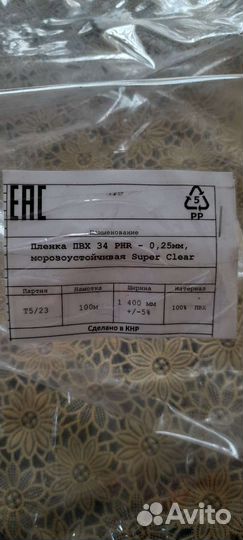 EAC
5
PP
Наименование
Пленка ПВХ 34 PHR - 0,25мм,
морозоустойчивая Super Clear
Партия Намотка Ширина Материал
Т5/23 100м 1 400 мм +/-5% 100% ПВХ
Сделано в КНР
Avito